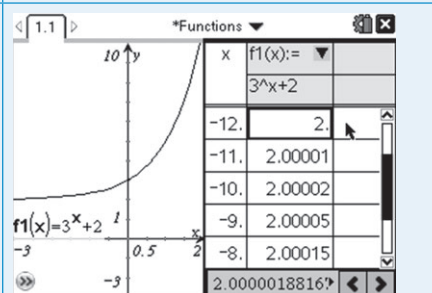 1.1
*Functions
10 y
x f1(x):=
3^x+2
-12. 2.
-11. 2.00001
-10. 2.00002
-9. 2.00005
-8. 2.00015
f1(x)=3^x+2
1
x
-3 0.5 2
-3
2.0000018816?